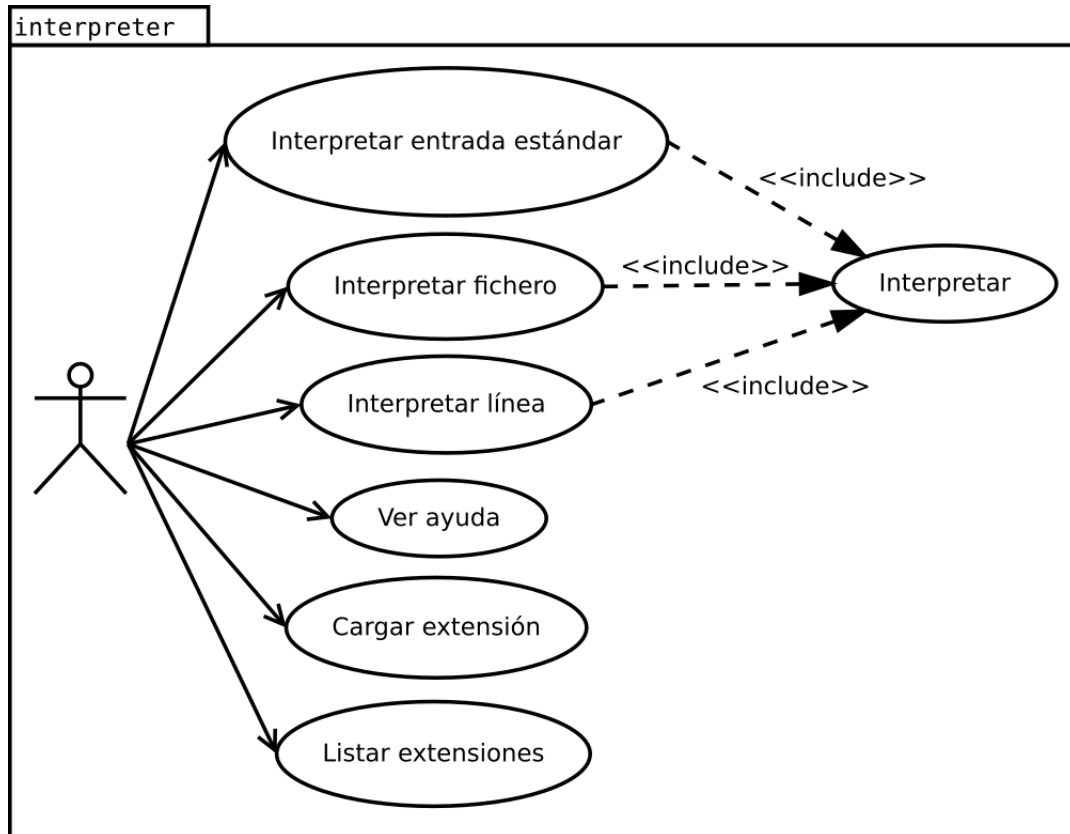 interpreter
Interpretar entrada estándar
<<include>>
Interpretar fichero
<<include>>
Interpretar
Interpretar línea
<<include>>
Ver ayuda
Cargar extensión
Listar extensiones